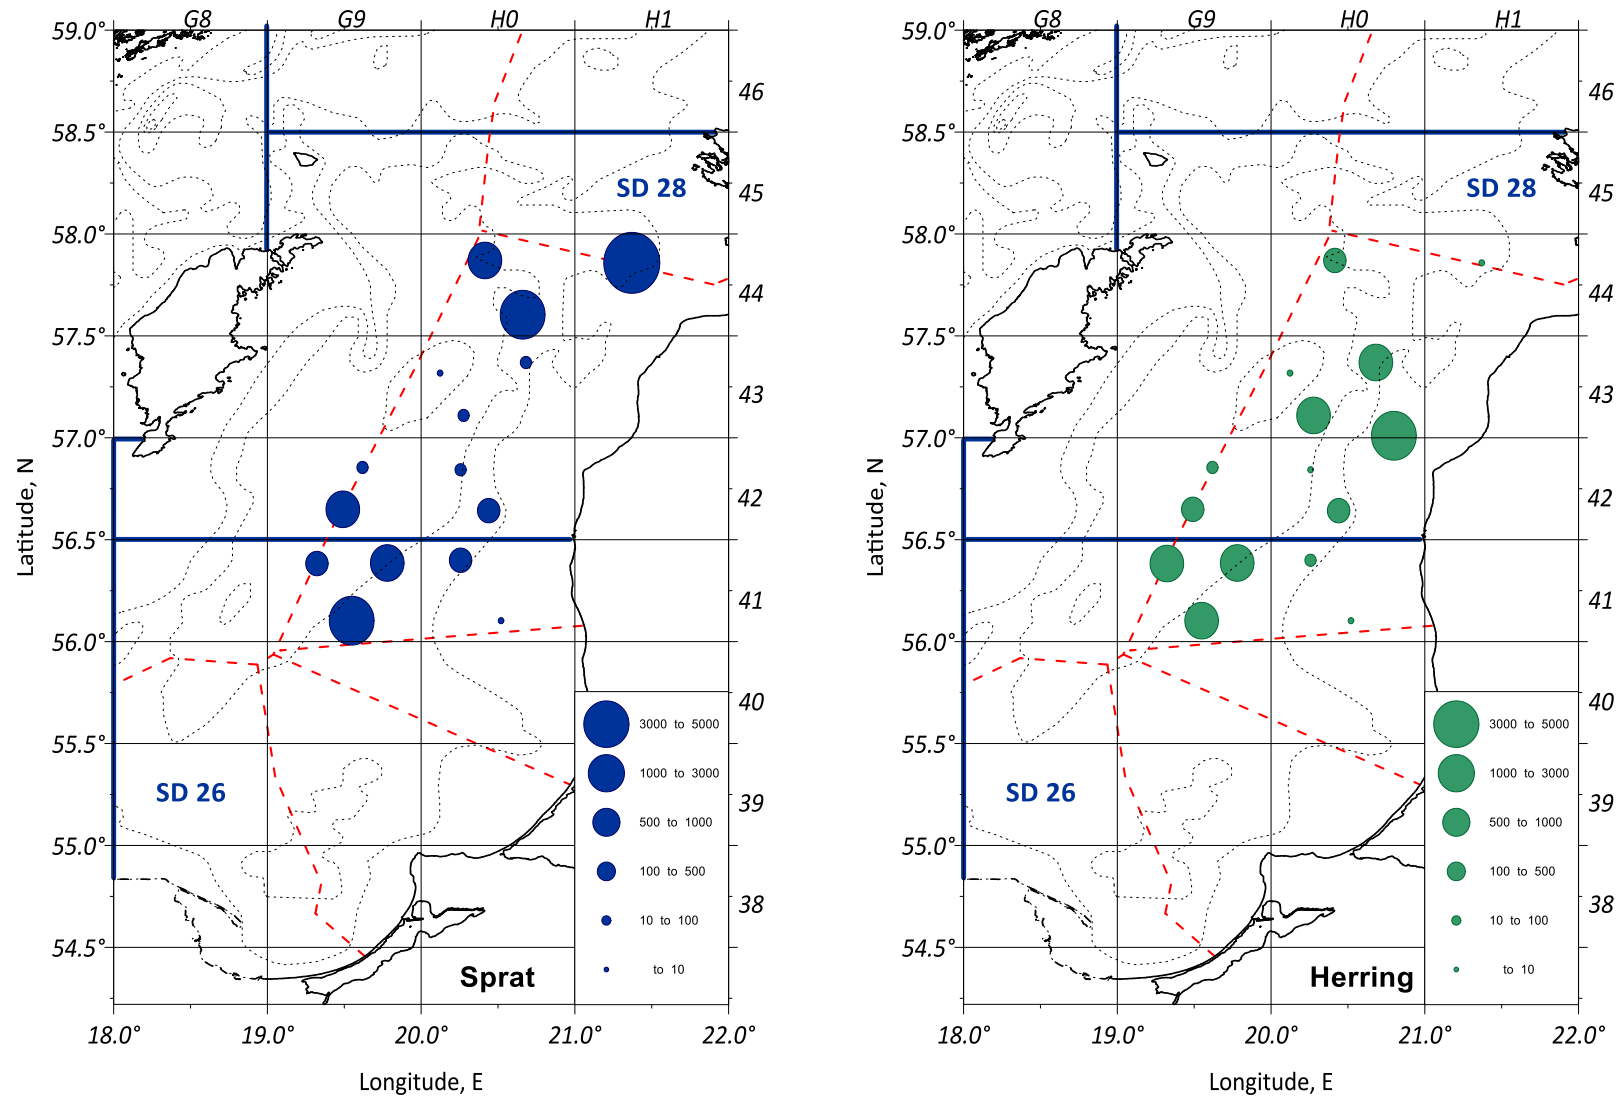 G8 G9 H0 H1
59.0°
46
58.5°
SD 28
45
58.0°
44
57.5°
43
57.0°
42
56.5°
41
56.0°
40
3000 to 5000
55.5°
1000 to 3000
SD 26
39
500 to 1000
55.0°
100 to 500
38
10 to 100
54.5°
to 10
Sprat
18.0° 19.0° 20.0° 21.0° 22.0°
Longitude, E
Latitude, N
G8 G9 H0 H1
59.0°
46
58.5°
SD 28
45
58.0°
44
57.5°
43
57.0°
42
56.5°
41
56.0°
40
3000 to 5000
55.5°
1000 to 3000
SD 26
39
500 to 1000
55.0°
100 to 500
38
10 to 100
54.5°
to 10
Herring
18.0° 19.0° 20.0° 21.0° 22.0°
Longitude, E
Latitude, N